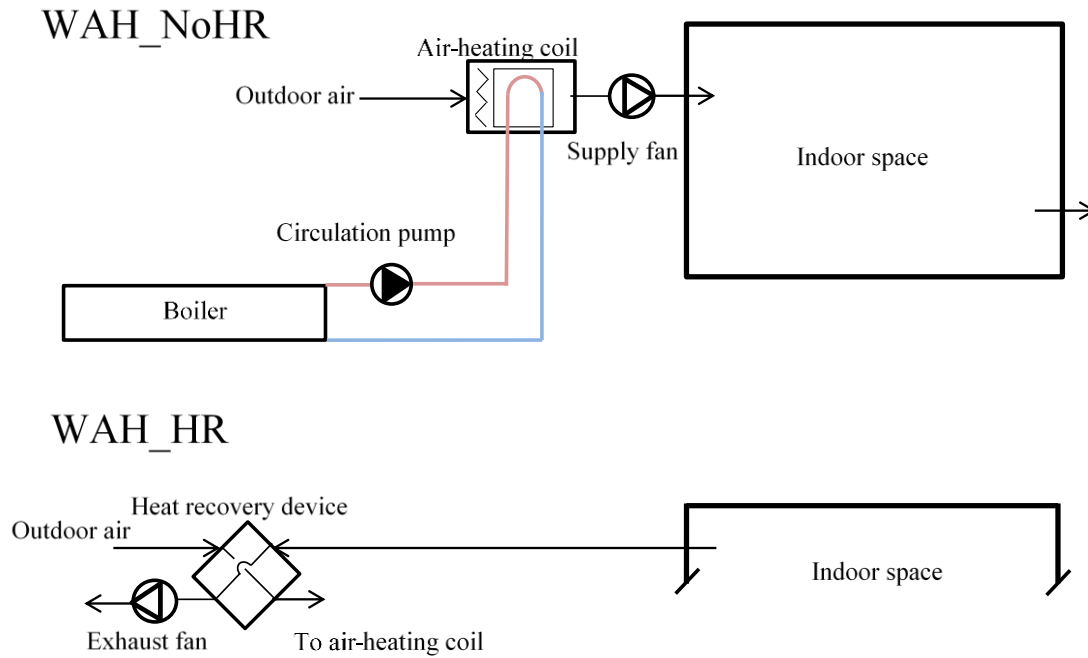 WAH_NoHR
Air-heating coil
Outdoor air
Supply fan
Indoor space
Circulation pump
Boiler
WAH_HR
Heat recovery device
Outdoor air
Indoor space
Exhaust fan
To air-heating coil